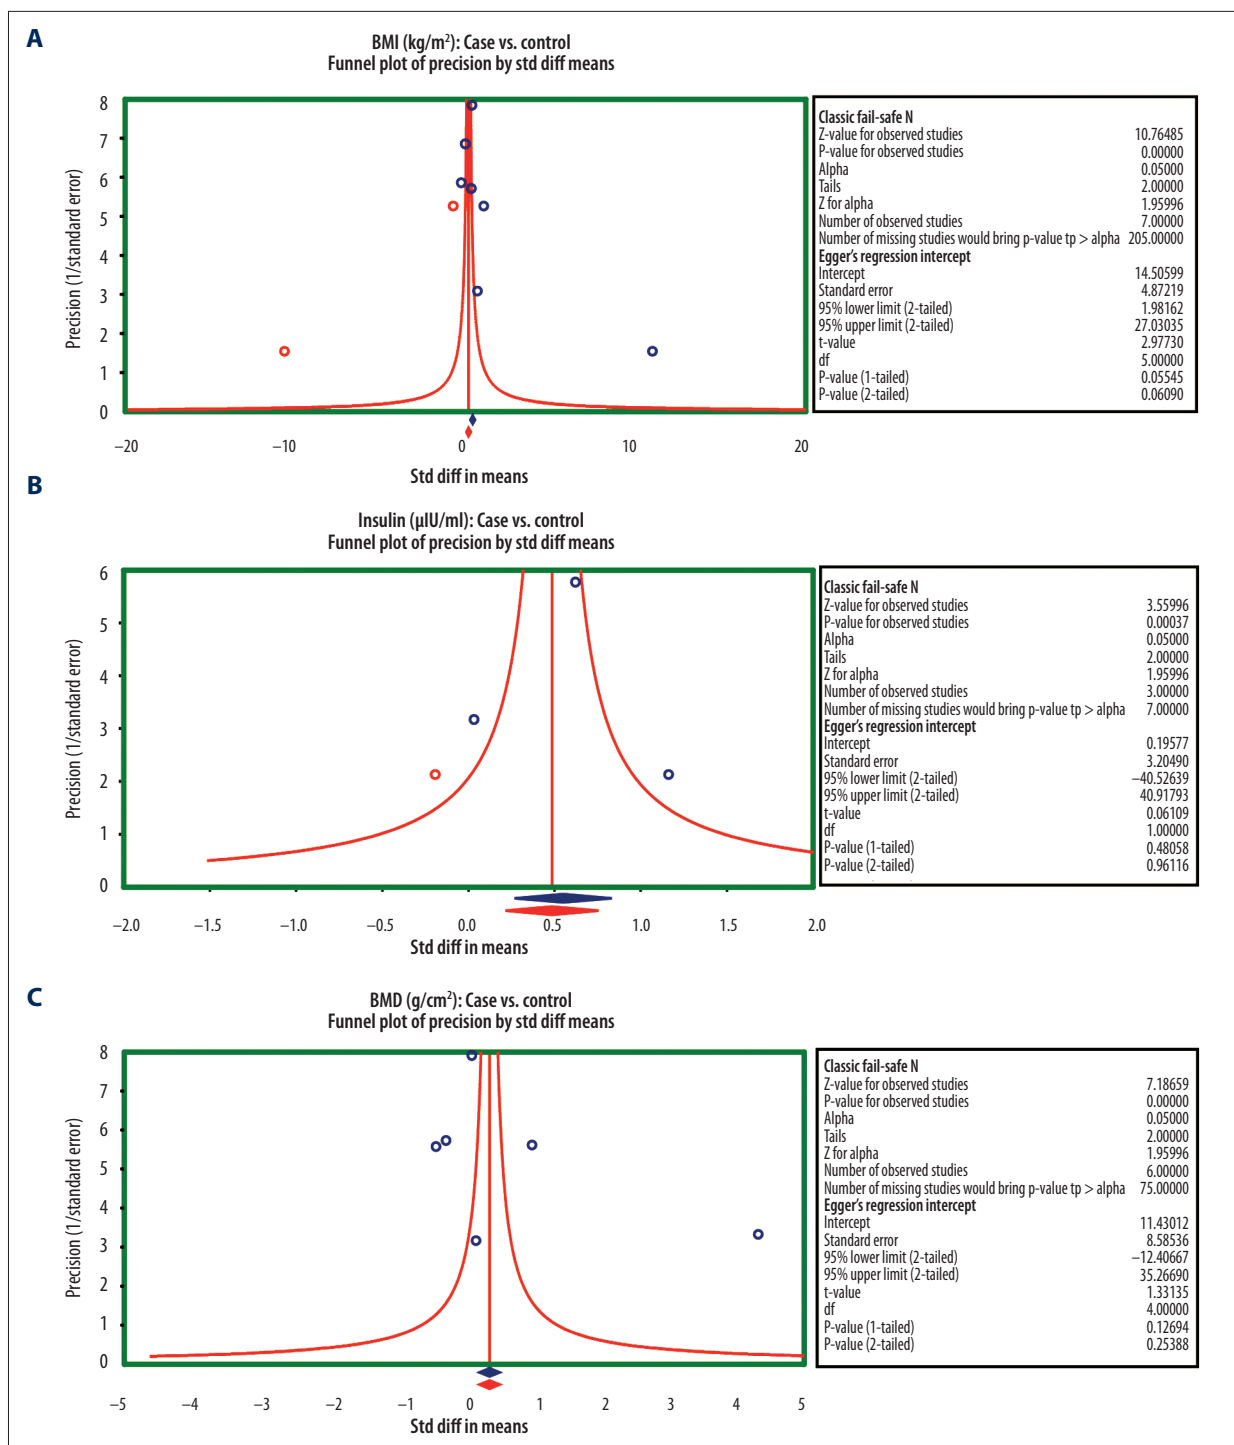 A
BMI (kg/m²): Case vs. control
Funnel plot of precision by std diff means
Precision (1/standard error)
8
7
6
5
4
3
2
1
0
−20
−10
0
10
20
Std diff in means
Classic fail-safe N
Z-value for observed studies 10.76485
P-value for observed studies 0.00000
Alpha 0.05000
Tails 2.00000
Z for alpha 1.95996
Number of observed studies 7.00000
Number of missing studies would bring p-value tp > alpha 205.00000
Egger's regression intercept
Intercept 14.50599
Standard error 4.87219
95% lower limit (2-tailed) 1.98162
95% upper limit (2-tailed) 27.03035
t-value 2.97730
df 5.00000
P-value (1-tailed) 0.05545
P-value (2-tailed) 0.06090
B
Insulin (µIU/ml): Case vs. control
Funnel plot of precision by std diff means
Precision (1/standard error)
6
5
4
3
2
1
0
−2.0
−1.5
−1.0
−0.5
0.0
0.5
1.0
1.5
2.0
Std diff in means
Classic fail-safe N
Z-value for observed studies 3.55996
P-value for observed studies 0.00037
Alpha 0.05000
Tails 2.00000
Z for alpha 1.95996
Number of observed studies 3.00000
Number of missing studies would bring p-value tp > alpha 7.00000
Egger's regression intercept
Intercept 0.19577
Standard error 3.20490
95% lower limit (2-tailed) −40.52639
95% upper limit (2-tailed) 40.91793
t-value 0.06109
df 1.00000
P-value (1-tailed) 0.48058
P-value (2-tailed) 0.96116
C
BMD (g/cm²): Case vs. control
Funnel plot of precision by std diff means
Precision (1/standard error)
8
7
6
5
4
3
2
1
0
−5
−4
−3
−2
−1
0
1
2
3
4
5
Std diff in means
Classic fail-safe N
Z-value for observed studies 7.18659
P-value for observed studies 0.00000
Alpha 0.05000
Tails 2.00000
Z for alpha 1.95996
Number of observed studies 6.00000
Number of missing studies would bring p-value tp > alpha 75.00000
Egger's regression intercept
Intercept 11.43012
Standard error 8.58536
95% lower limit (2-tailed) −12.40667
95% upper limit (2-tailed) 35.26690
t-value 1.33135
df 4.00000
P-value (1-tailed) 0.12694
P-value (2-tailed) 0.25388